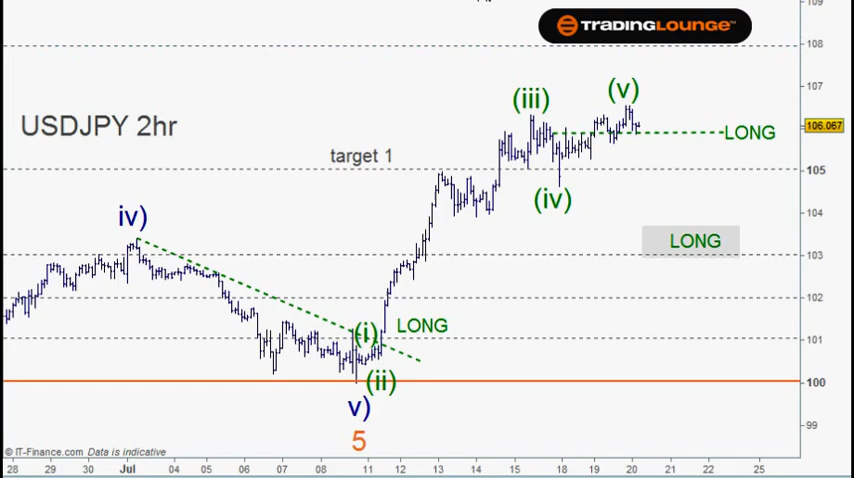 109
TRADINGLOUNGE™
108
107
(v)
(iii)
USDJPY 2hr
106.067
LONG
target 1
105
(iv)
iv)
104
LONG
103
102
(i)
LONG
101
(ii)
100
v)
99
5
© IT-Finance.com Data is indicative
28 29 30 Jul 04 05 06 07 08 11 12 13 14 15 18 19 20 21 22 25